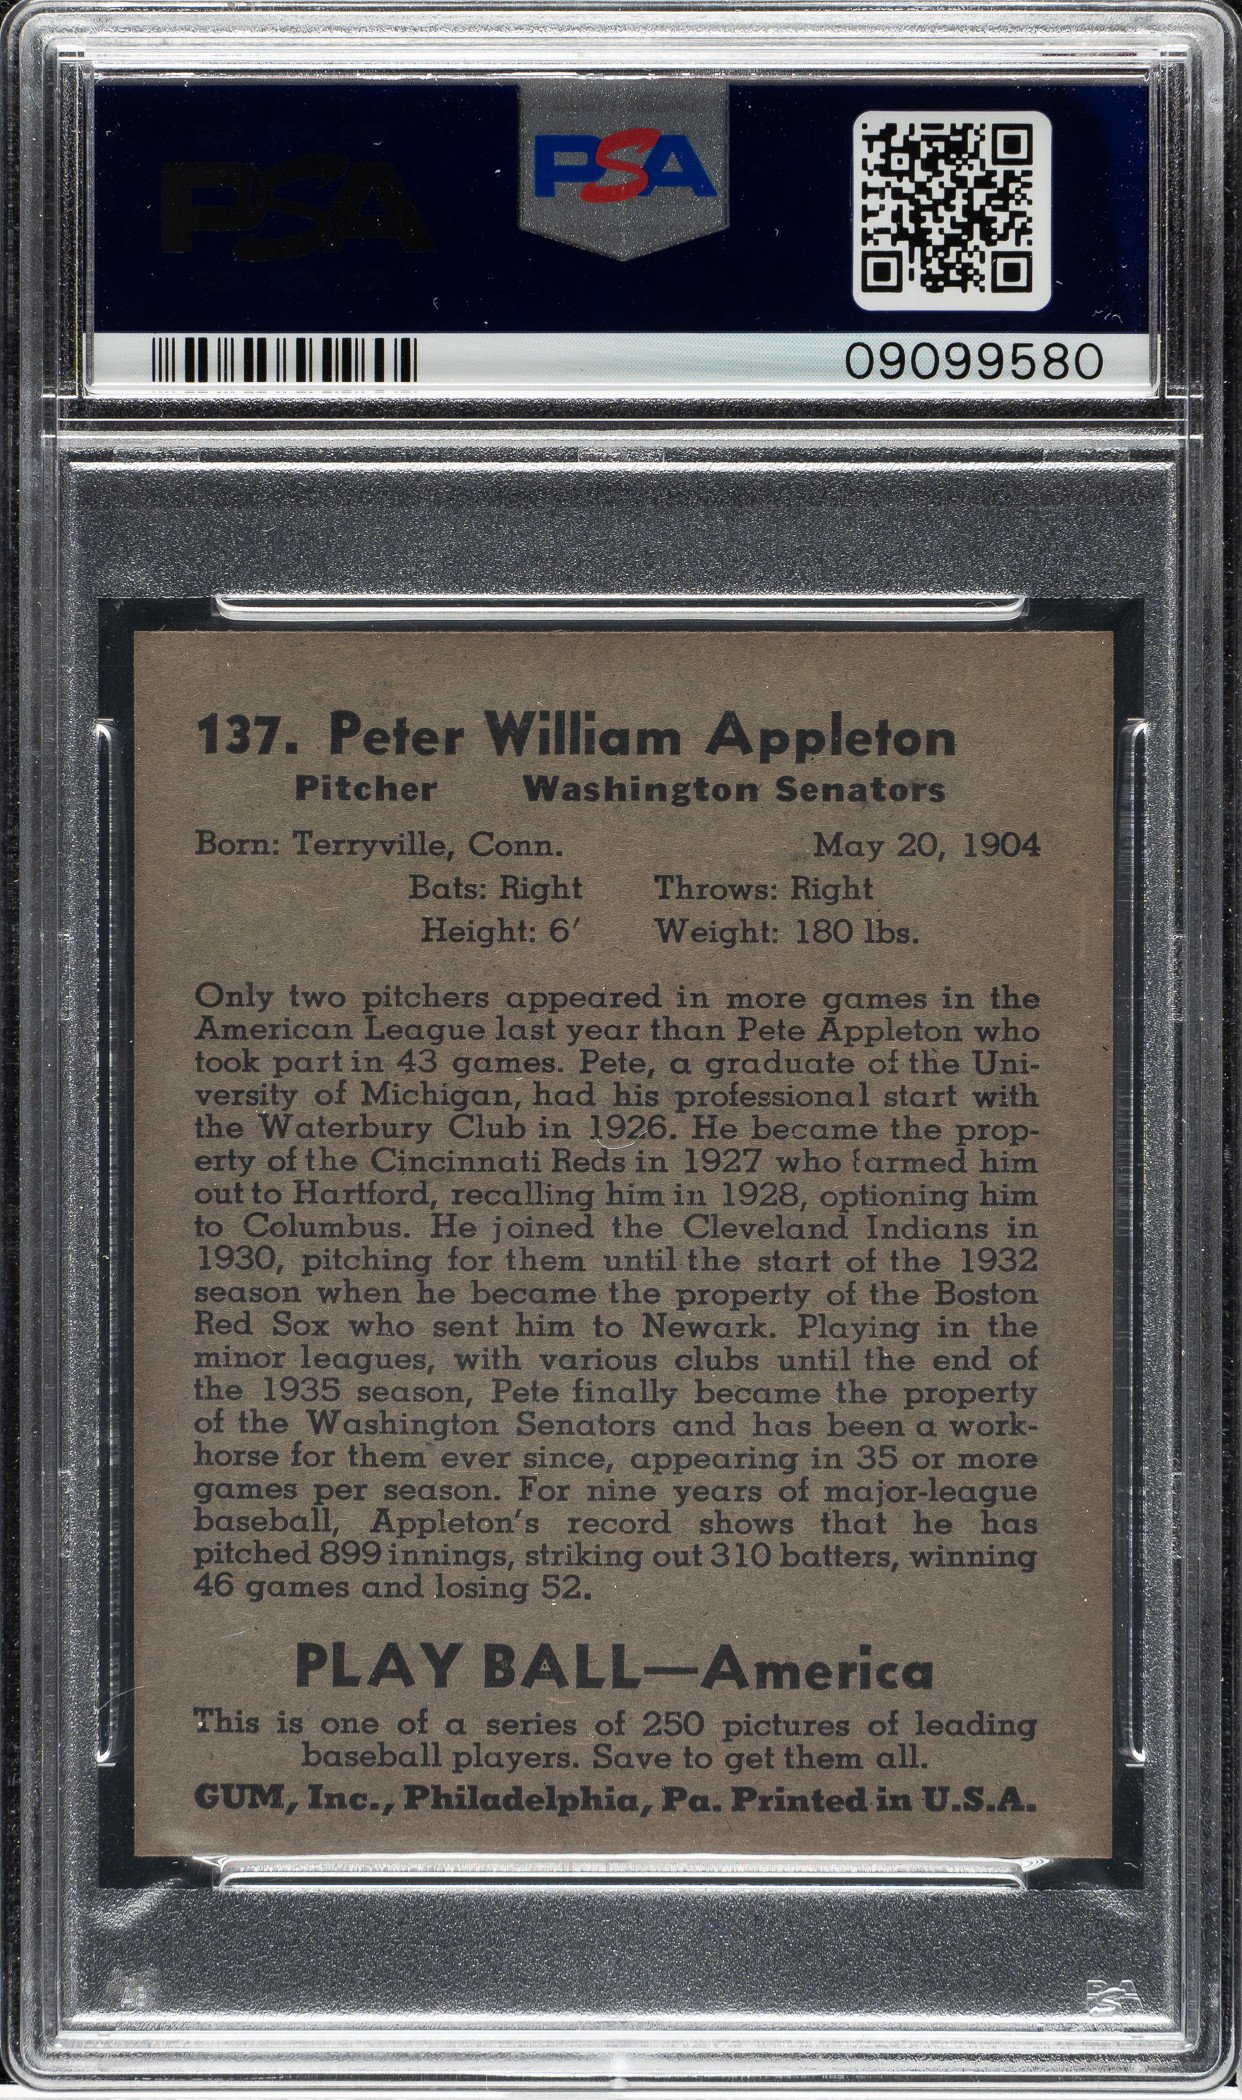 PSA
PSA
09099580
137. Peter William Appleton
Pitcher Washington Senators
Born: Terryville, Conn. May 20, 1904
Bats: Right Throws: Right
Height: 6′ Weight: 180 lbs.
Only two pitchers appeared in more games in the
American League last year than Pete Appleton who
took part in 43 games. Pete, a graduate of the Uni-
versity of Michigan, had his professional start with
the Waterbury Club in 1926. He became the prop-
erty of the Cincinnati Reds in 1927 who farmed him
out to Hartford, recalling him in 1928, optioning him
to Columbus. He joined the Cleveland Indians in
1930, pitching for them until the start of the 1932
season when he became the property of the Boston
Red Sox who sent him to Newark. Playing in the
minor leagues, with various clubs until the end of
the 1935 season, Pete finally became the property
of the Washington Senators and has been a work-
horse for them ever since, appearing in 35 or more
games per season. For nine years of major-league
baseball, Appleton's record shows that he has
pitched 899 innings, striking out 310 batters, winning
46 games and losing 52.
PLAY BALL—America
This is one of a series of 250 pictures of leading
baseball players. Save to get them all.
GUM, Inc., Philadelphia, Pa. Printed in U.S.A.
PSA